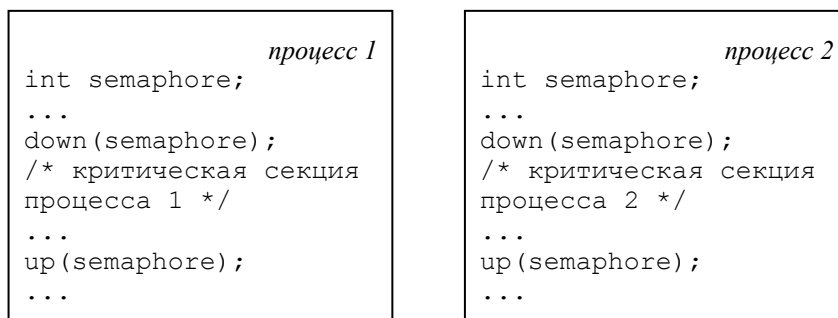 процесс 1
int semaphore;
...
down(semaphore);
/* критическая секция
процесса 1 */
...
up(semaphore);
...
процесс 2
int semaphore;
...
down(semaphore);
/* критическая секция
процесса 2 */
...
up(semaphore);
...